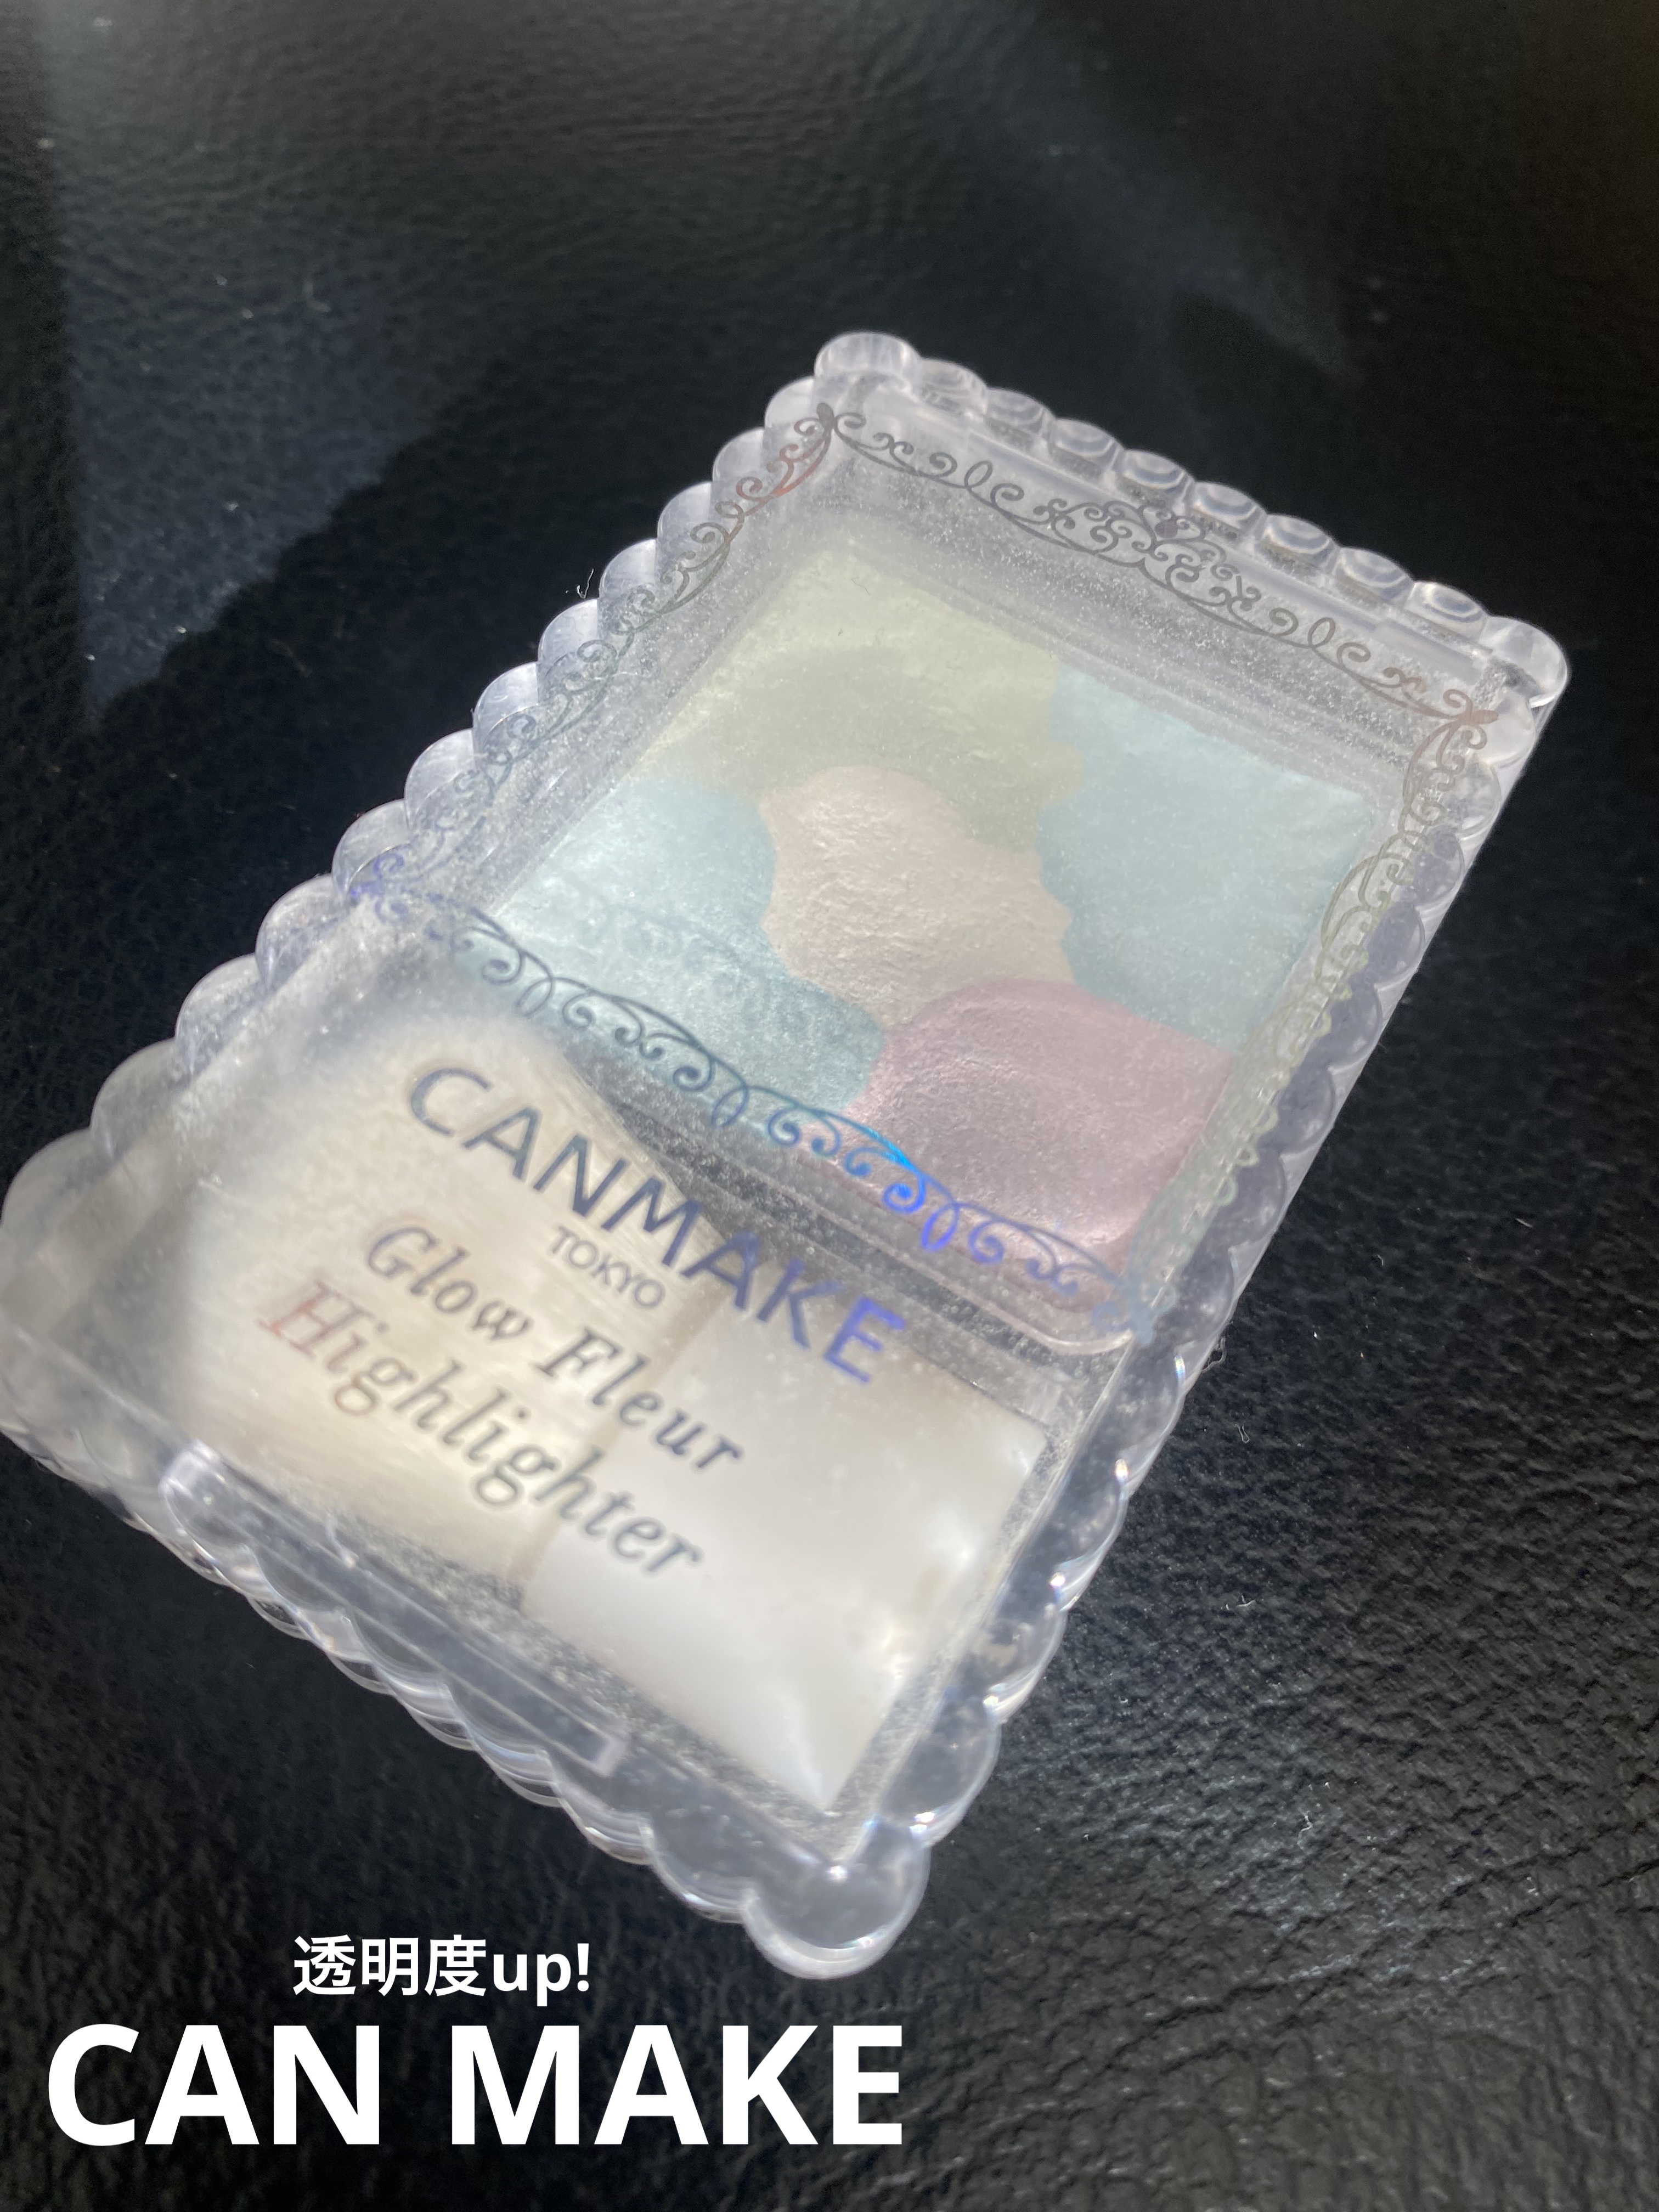 CANMAKE
TOKYO
Glow Fleur
Highlighter
透明度up!
CAN MAKE